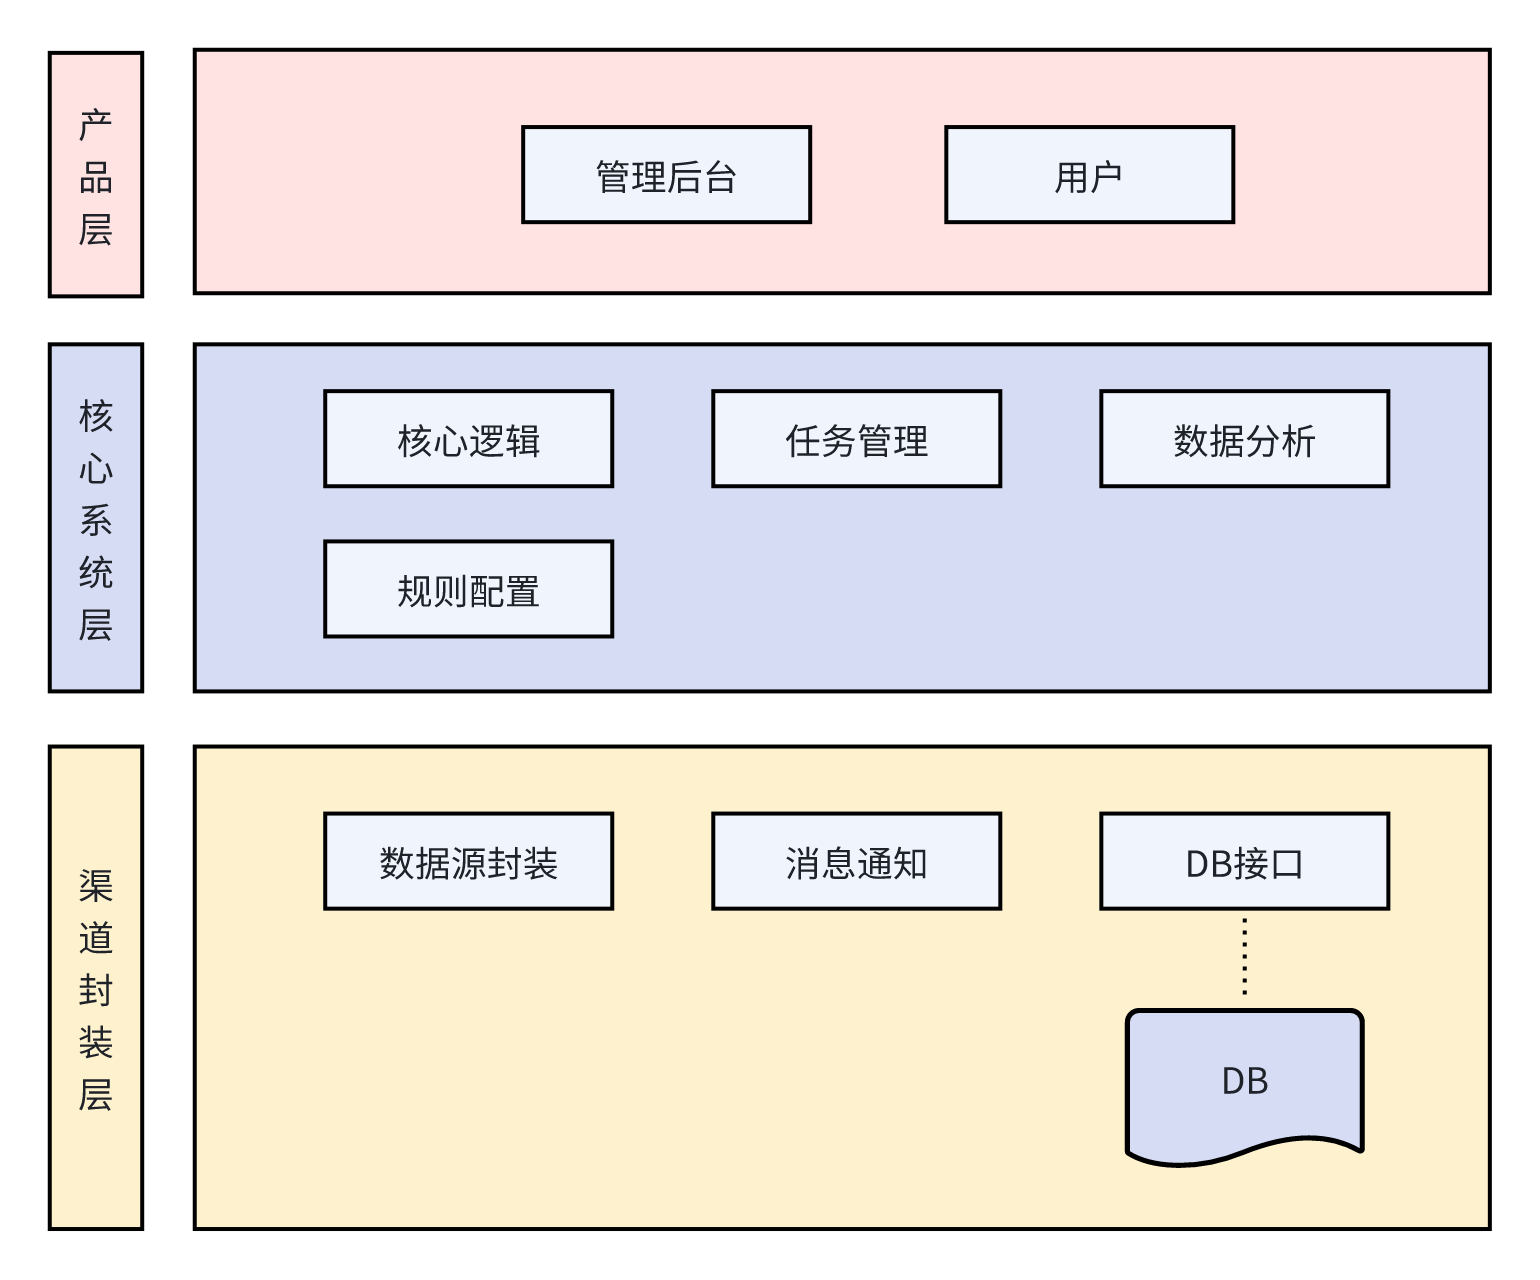 产品层
管理后台
用户
核心系统层
核心逻辑
任务管理
数据分析
规则配置
渠道封装层
数据源封装
消息通知
DB接口
DB